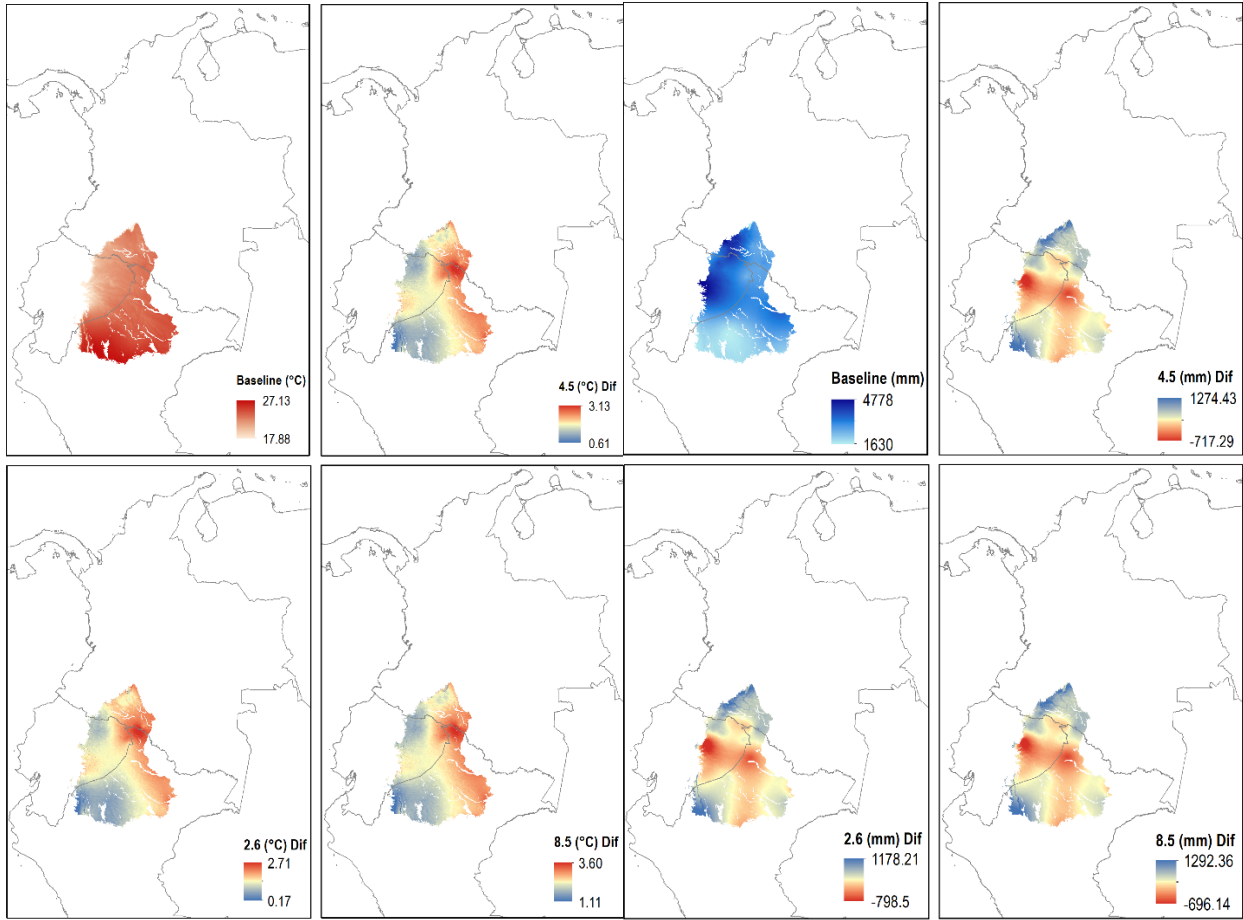 Baseline (°C)
27.13
17.88
4.5 (°C) Dif
3.13
0.61
Baseline (mm)
4778
1630
4.5 (mm) Dif
1274.43
-717.29
2.6 (°C) Dif
2.71
0.17
8.5 (°C) Dif
3.60
1.11
2.6 (mm) Dif
1178.21
-798.5
8.5 (mm) Dif
1292.36
-696.14